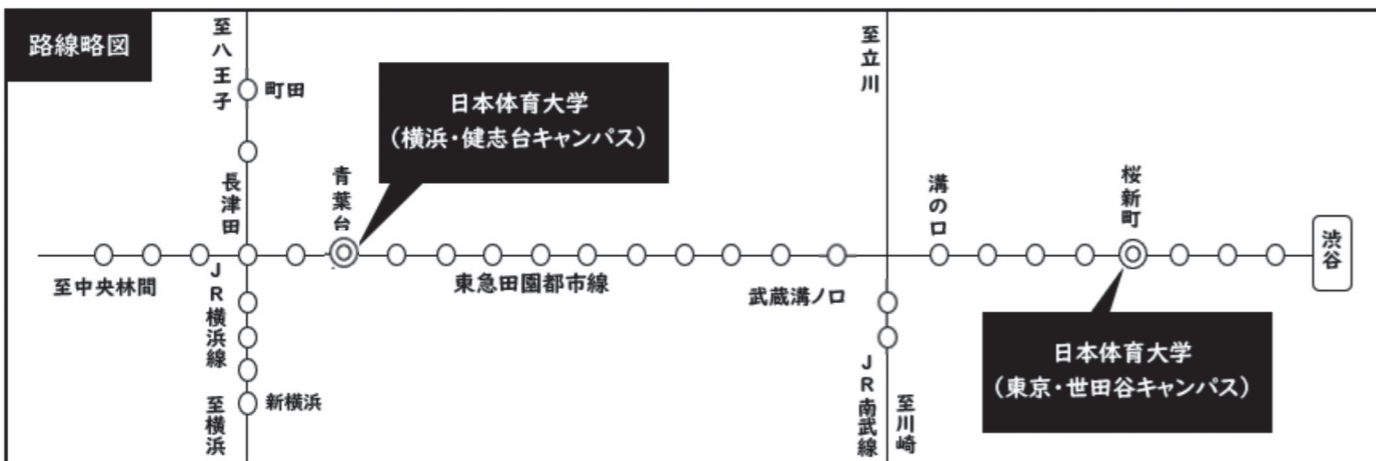 路線略図
至八王子
町田
長津田
青葉台
日本体育大学
（横浜・健志台キャンパス）
至立川
溝の口
桜新町
渋谷
至中央林間
東急田園都市線
武蔵溝ノ口
JR横浜線
新横浜
至横浜
JR南武線
至川崎
日本体育大学
（東京・世田谷キャンパス）